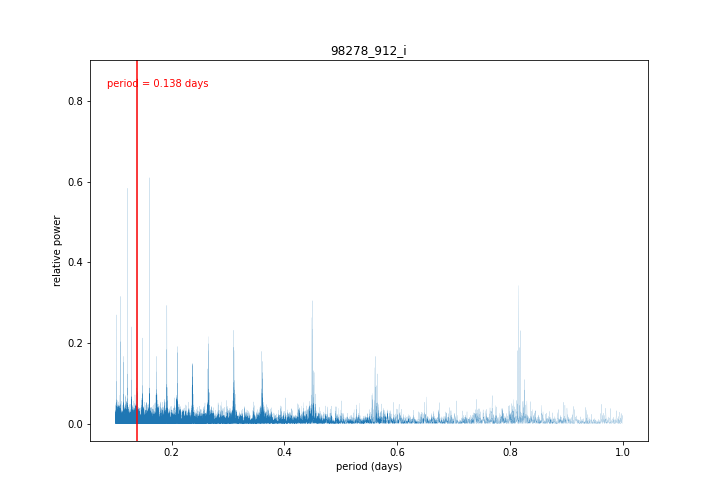 98278_912_i
period = 0.138 days
0.8
0.6
0.4
0.2
0.0
relative power
0.2 0.4 0.6 0.8 1.0
period (days)